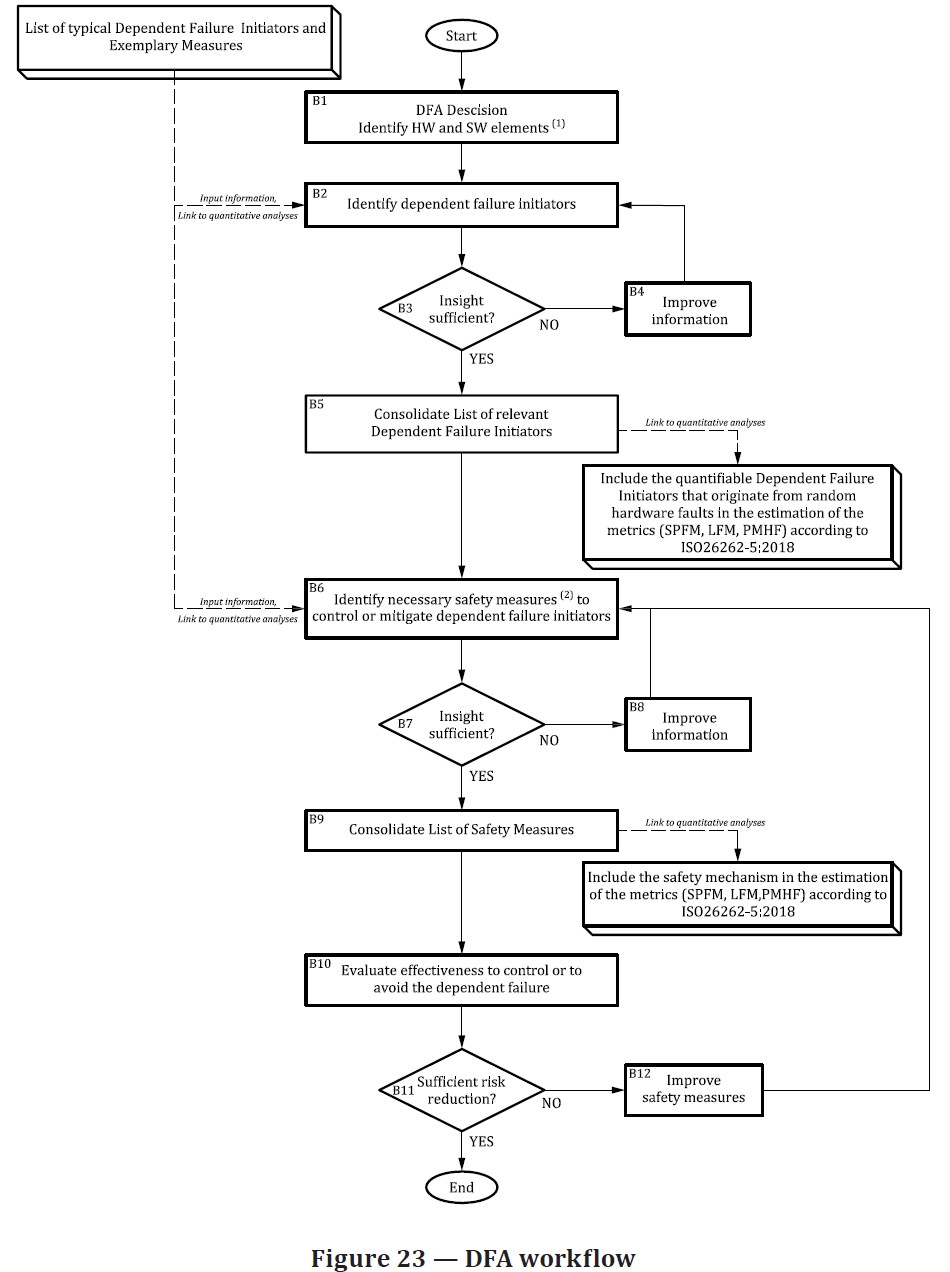 List of typical Dependent Failure Initiators and
Exemplary Measures
Start
B1
DFA Descision
Identify HW and SW elements (1)
B2
Identify dependent failure initiators
Input information,
Link to quantitative analyses
B3
Insight
sufficient?
NO
B4
Improve
information
YES
B5
Consolidate List of relevant
Dependent Failure Initiators
Link to quantitative analyses
Include the quantifiable Dependent Failure
Initiators that originate from random
hardware faults in the estimation of the
metrics (SPFM, LFM, PMHF) according to
ISO26262-5:2018
B6
Identify necessary safety measures (2) to
control or mitigate dependent failure initiators
Input information,
Link to quantitative analyses
B7
Insight
sufficient?
NO
B8
Improve
information
YES
B9
Consolidate List of Safety Measures
Link to quantitative analyses
Include the safety mechanism in the estimation
of the metrics (SPFM, LFM,PMHF) according to
ISO26262-5:2018
B10
Evaluate effectiveness to control or to
avoid the dependent failure
B11
Sufficient risk
reduction?
NO
B12
Improve
safety measures
YES
End
Figure 23 — DFA workflow